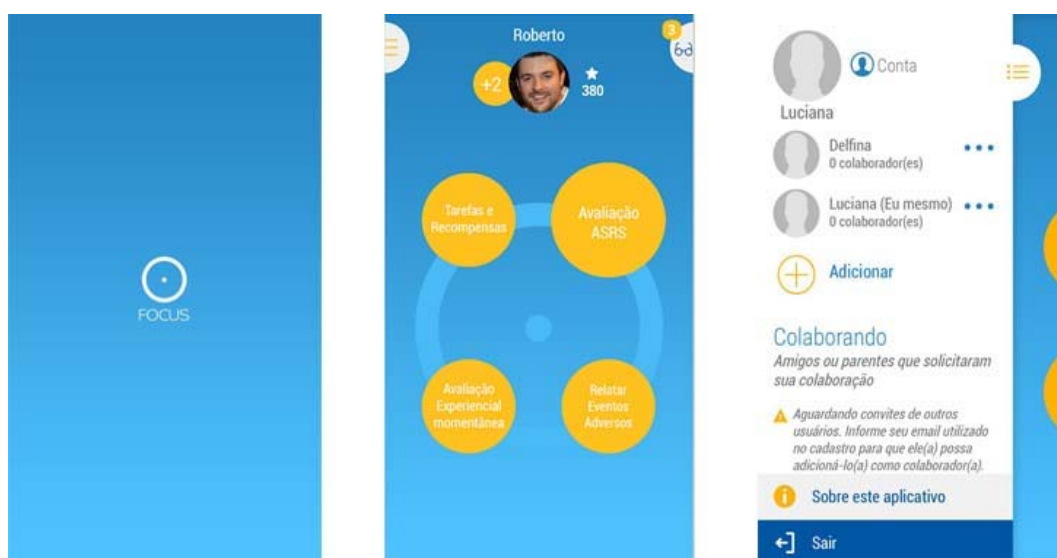 FOCUS
Roberto
3
+2
380
Tarefas e
Recompensas
Avaliação
ASRS
Avaliação
Experiencial
momentânea
Relatar
Eventos
Adversos
Conta
Luciana
Delfina
0 colaborador(es)
Luciana (Eu mesmo)
0 colaborador(es)
Adicionar
Colaborando
Amigos ou parentes que solicitaram
sua colaboração
Aguardando convites de outros
usuários. Informe seu email utilizado
no cadastro para que ele(a) possa
adicioná-lo(a) como colaborador(a).
Sobre este aplicativo
Sair